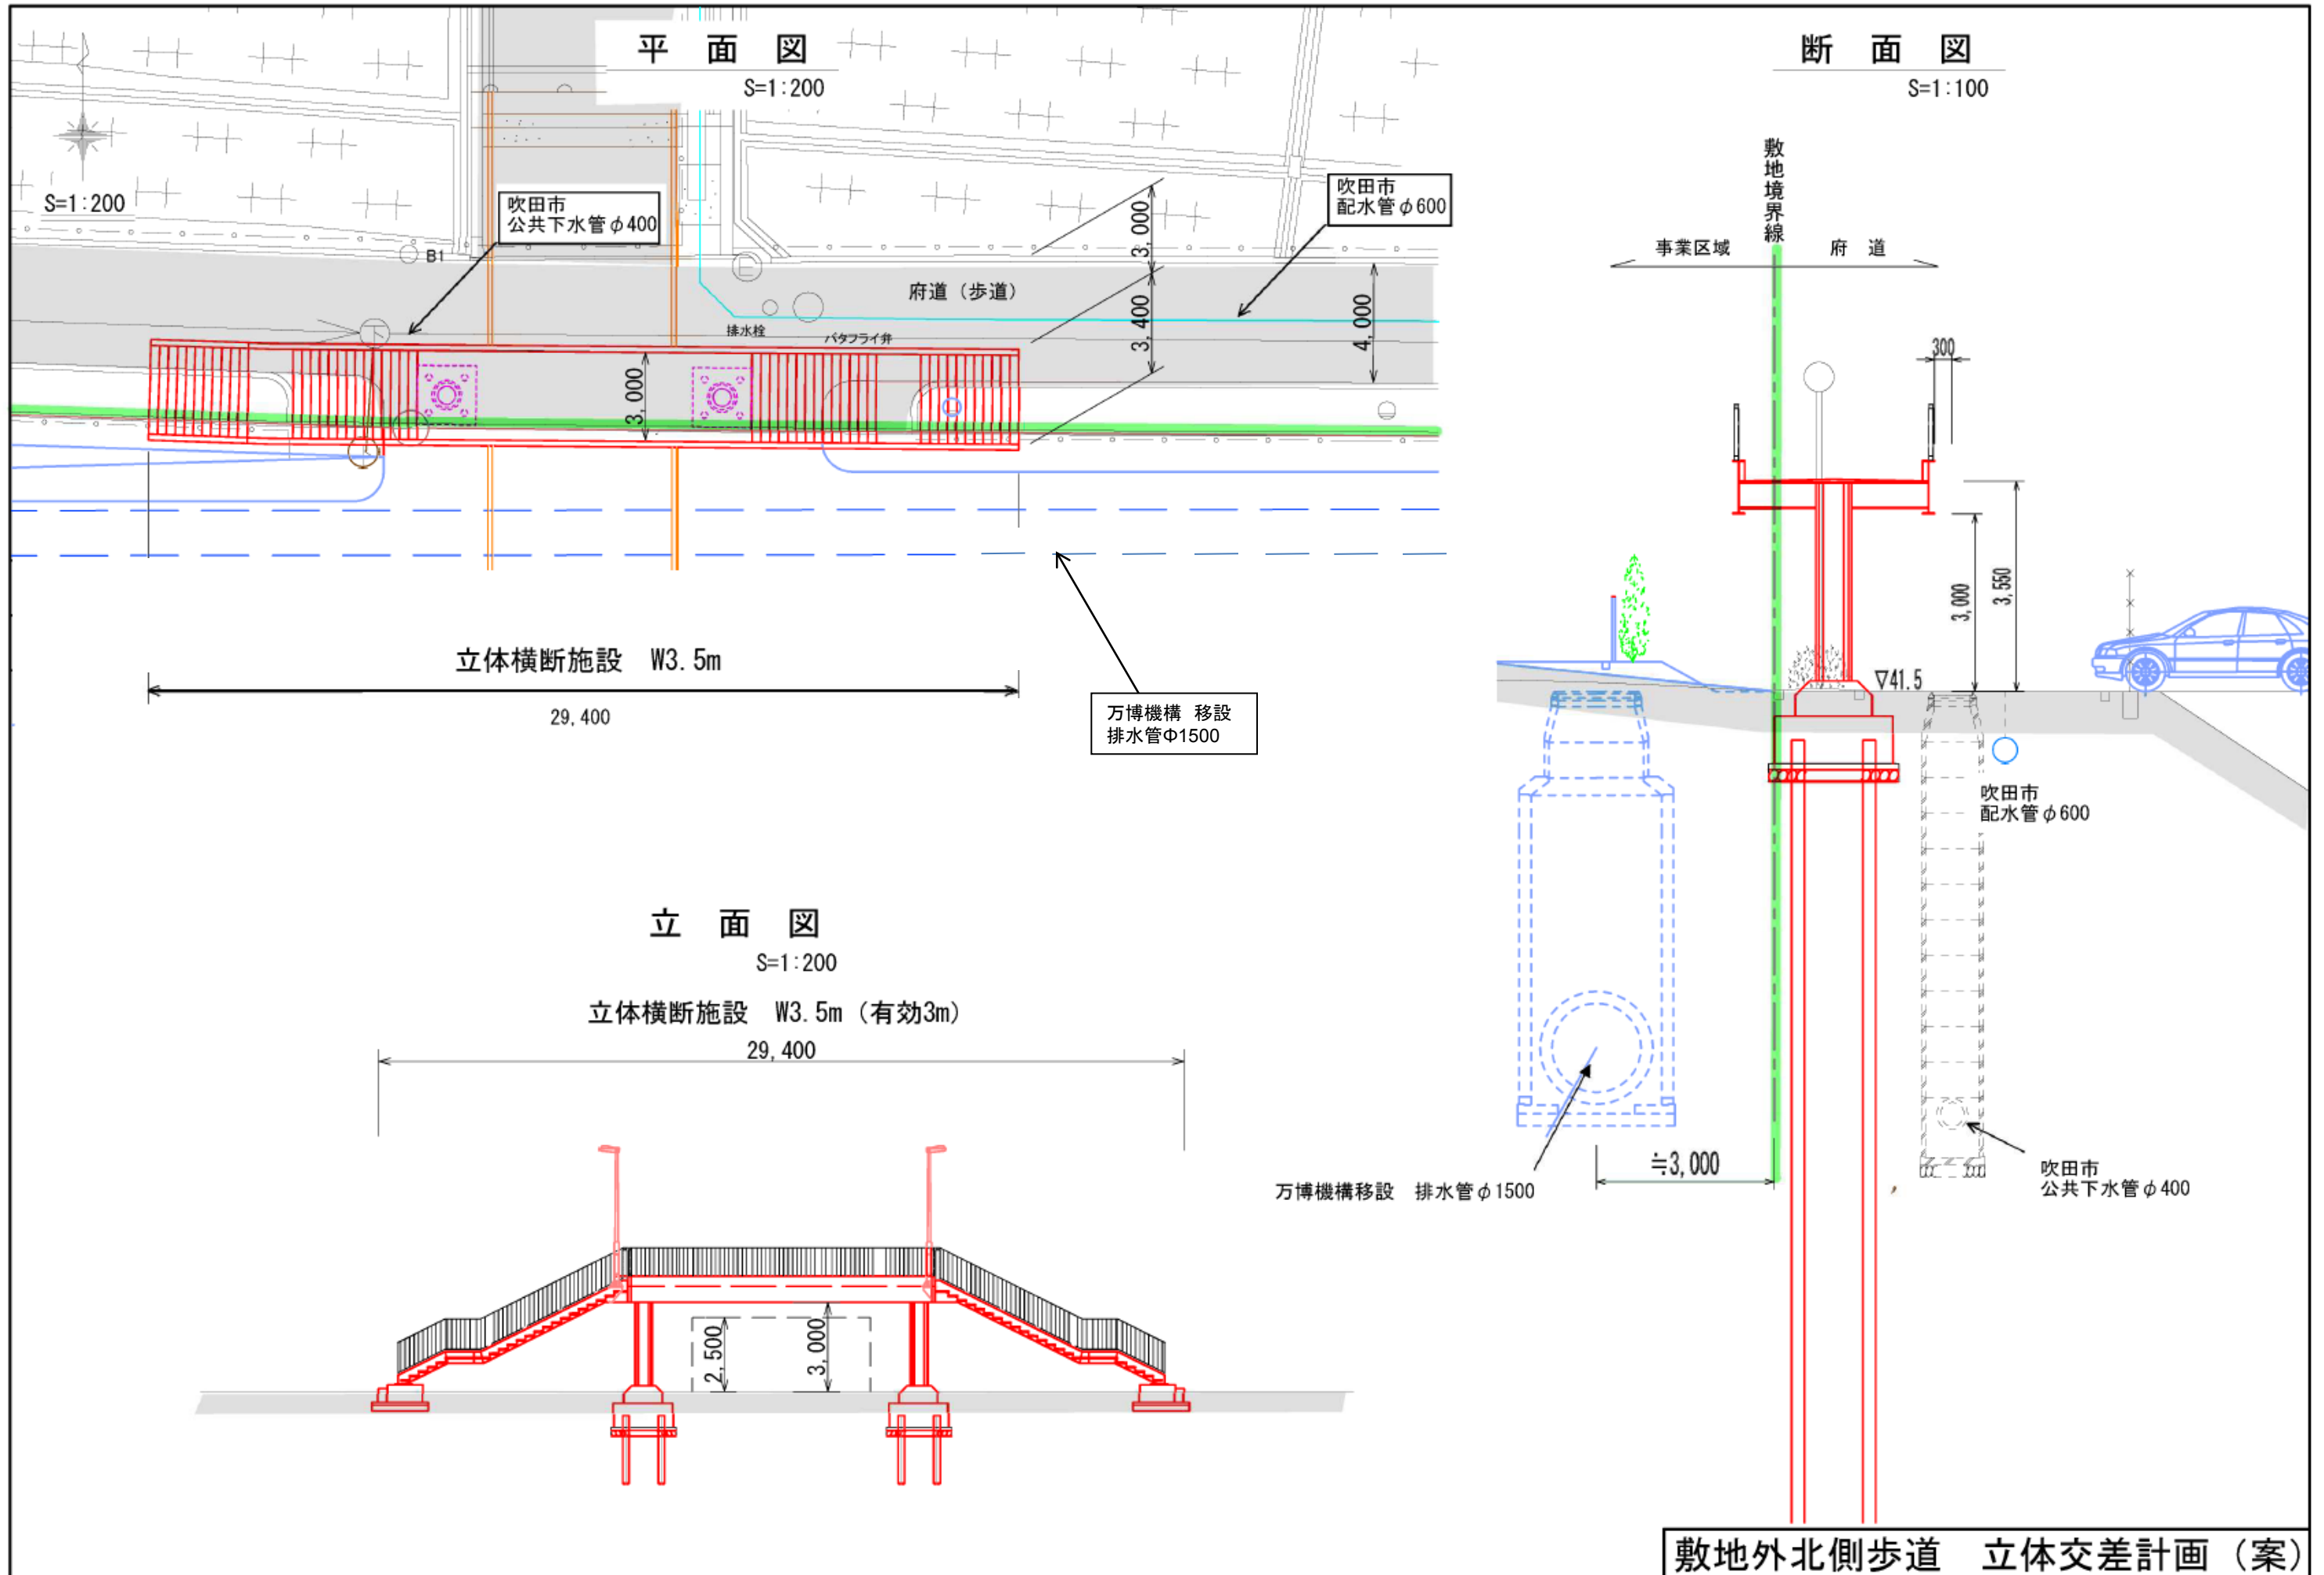 平 面 図
S=1:200
S=1:200
吹田市
公共下水管φ400
B1
吹田市
配水管φ600
府道（歩道）
排水栓
バタフライ弁
3,000
3,400
4,000
3,000
立体横断施設 W3.5m
29,400
万博機構 移設
排水管Φ1500
断 面 図
S=1:100
敷地境界線
事業区域
府 道
300
3,000
3,550
▽41.5
吹田市
配水管φ600
≒3,000
万博機構移設 排水管φ1500
吹田市
公共下水管φ400
立 面 図
S=1:200
立体横断施設 W3.5m（有効3m）
29,400
2,500
3,000
敷地外北側歩道 立体交差計画（案）